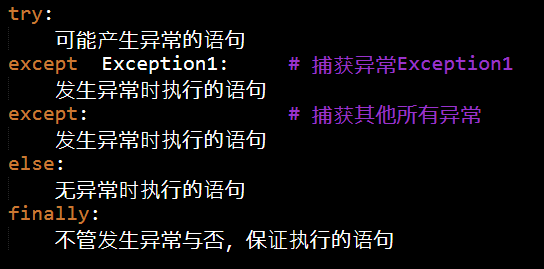 try:
    可能产生异常的语句
except  Exception1:     # 捕获异常Exception1
    发生异常时执行的语句
except:                 # 捕获其他所有异常
    发生异常时执行的语句
else:
    无异常时执行的语句
finally:
    不管发生异常与否，保证执行的语句